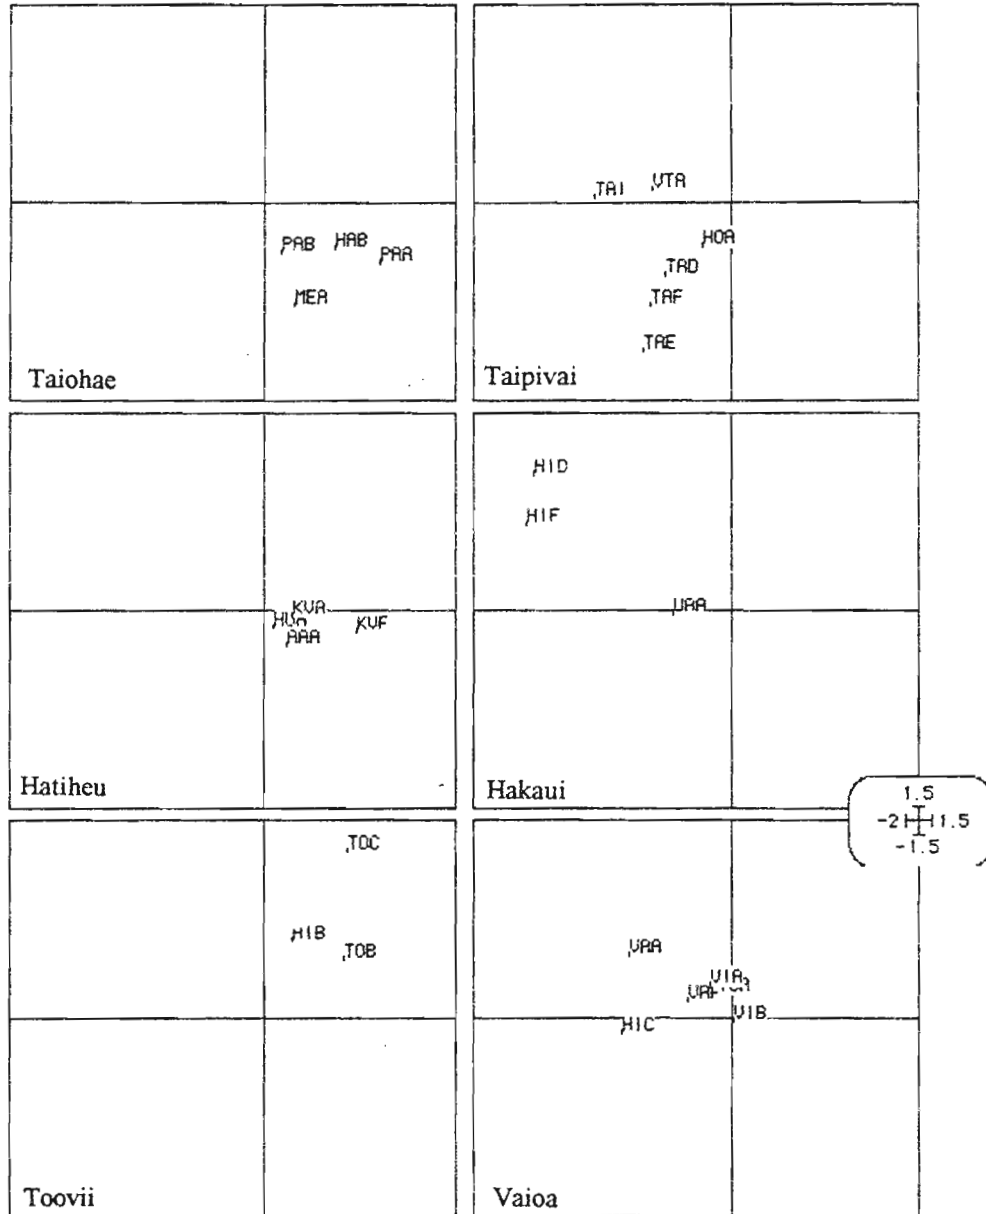 TAI VTA
PAB HAB PAA
HOA
TAD
MEA
TAF
TAE
Taiohae
Taipivai
HID
HIF
KVA
KVF
AAA
Hatiheu
Hakaui
1.5
-2 1.5
-1.5
TOC
HIB
TOB
VAA
VIA
VIB
HIC
Toovii
Vaioa